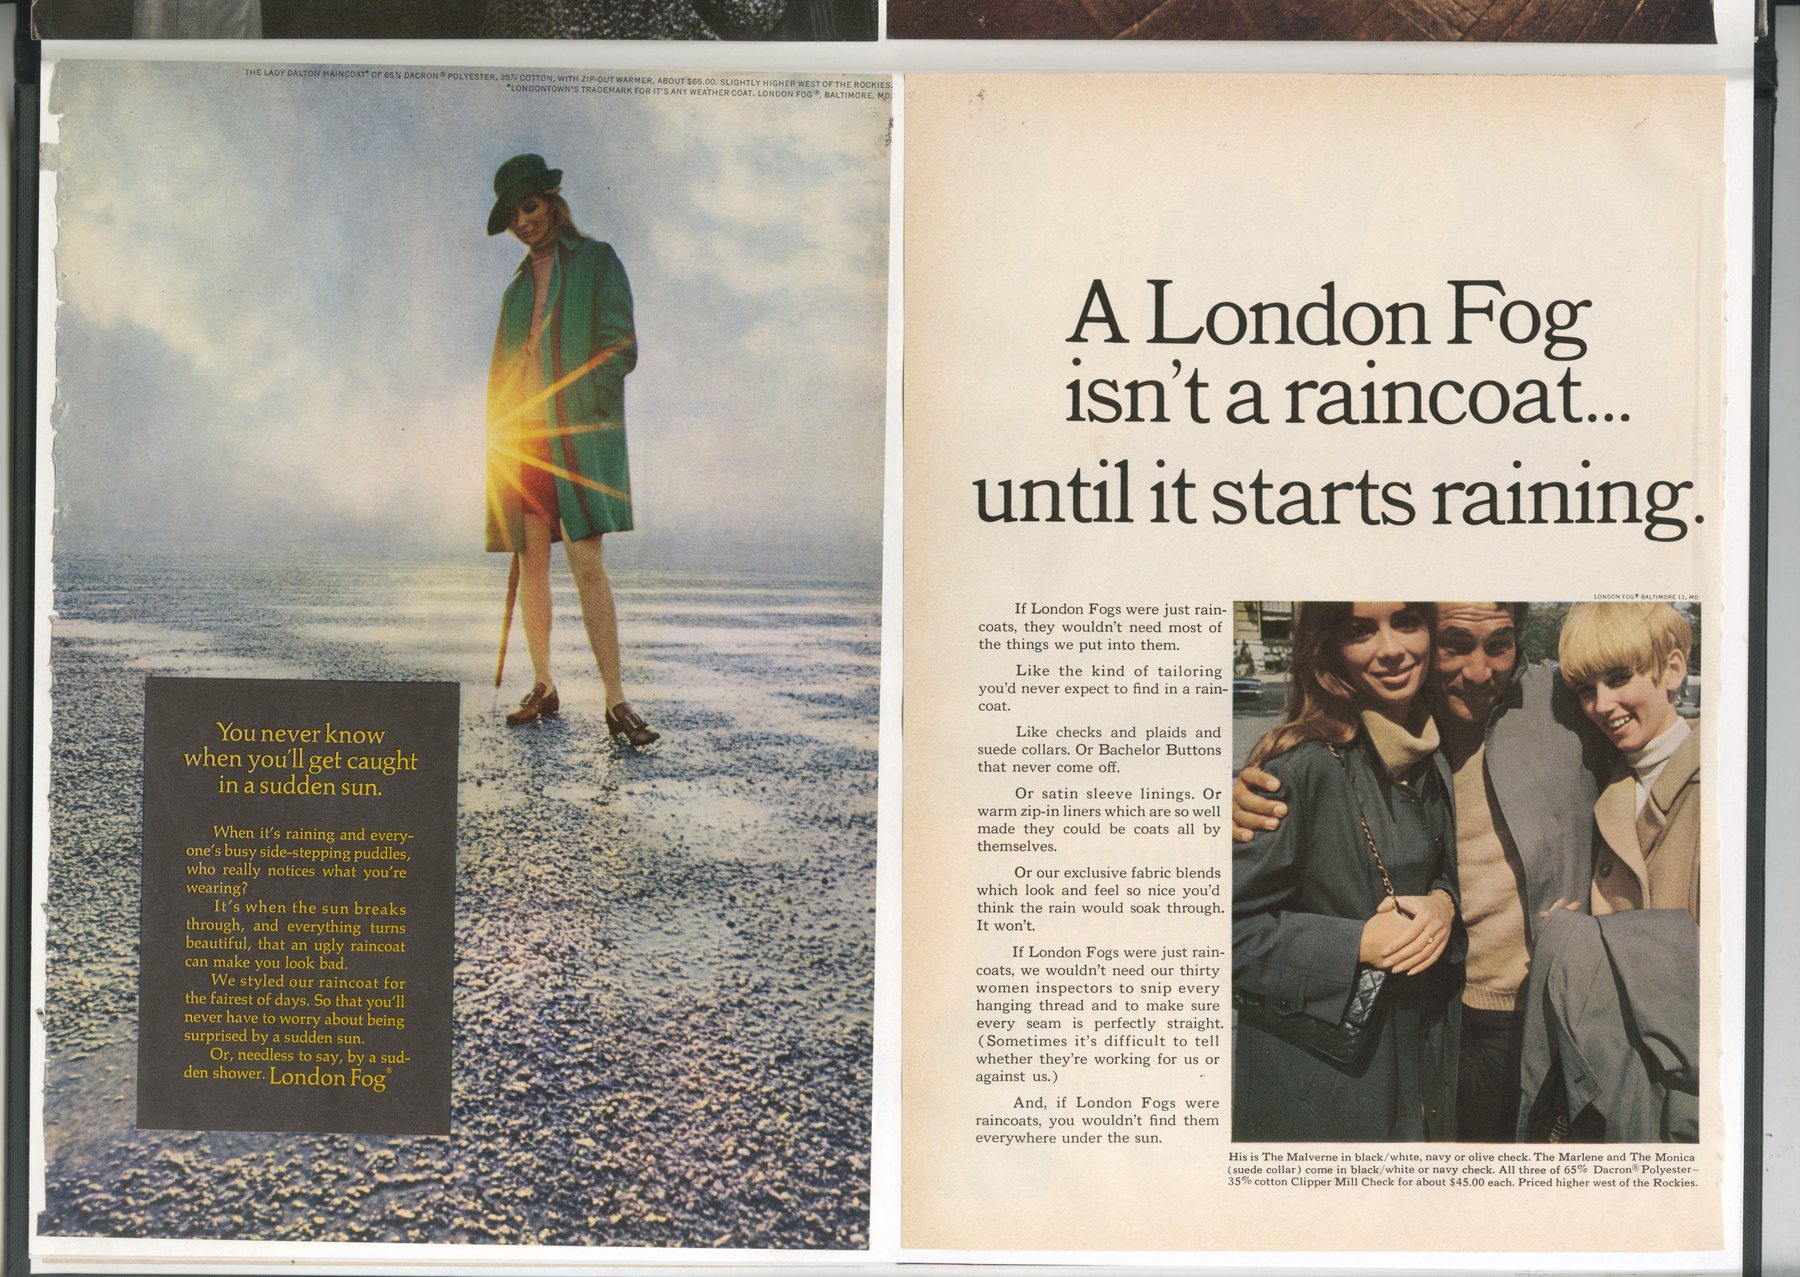 THE LADY DALTON MAINCOAT* OF 65% DACRON® POLYESTER, 35% COTTON, WITH ZIP-OUT WARMER, ABOUT $65.00. SLIGHTLY HIGHER WEST OF THE ROCKIES.
*LONDONTOWN'S TRADEMARK FOR IT'S ANY WEATHER COAT. LONDON FOG®, BALTIMORE, MD.
You never know
when you'll get caught
in a sudden sun.
When it's raining and every-
one's busy side-stepping puddles,
who really notices what you're
wearing?
It's when the sun breaks
through, and everything turns
beautiful, that an ugly raincoat
can make you look bad.
We styled our raincoat for
the fairest of days. So that you'll
never have to worry about being
surprised by a sudden sun.
Or, needless to say, by a sud-
den shower. London Fog®
A London Fog
isn't a raincoat...
until it starts raining.
If London Fogs were just rain-
coats, they wouldn't need most of
the things we put into them.
Like the kind of tailoring
you'd never expect to find in a rain-
coat.
Like checks and plaids and
suede collars. Or Bachelor Buttons
that never come off.
Or satin sleeve linings. Or
warm zip-in liners which are so well
made they could be coats all by
themselves.
Or our exclusive fabric blends
which look and feel so nice you'd
think the rain would soak through.
It won't.
If London Fogs were just rain-
coats, we wouldn't need our thirty
women inspectors to snip every
hanging thread and to make sure
every seam is perfectly straight.
(Sometimes it's difficult to tell
whether they're working for us or
against us.)
And, if London Fogs were
raincoats, you wouldn't find them
everywhere under the sun.
LONDON FOG® BALTIMORE 11, MD.
His is The Malverne in black/white, navy or olive check. The Marlene and The Monica
(suede collar) come in black/white or navy check. All three of 65% Dacron® Polyester—
35% cotton Clipper Mill Check for about $45.00 each. Priced higher west of the Rockies.